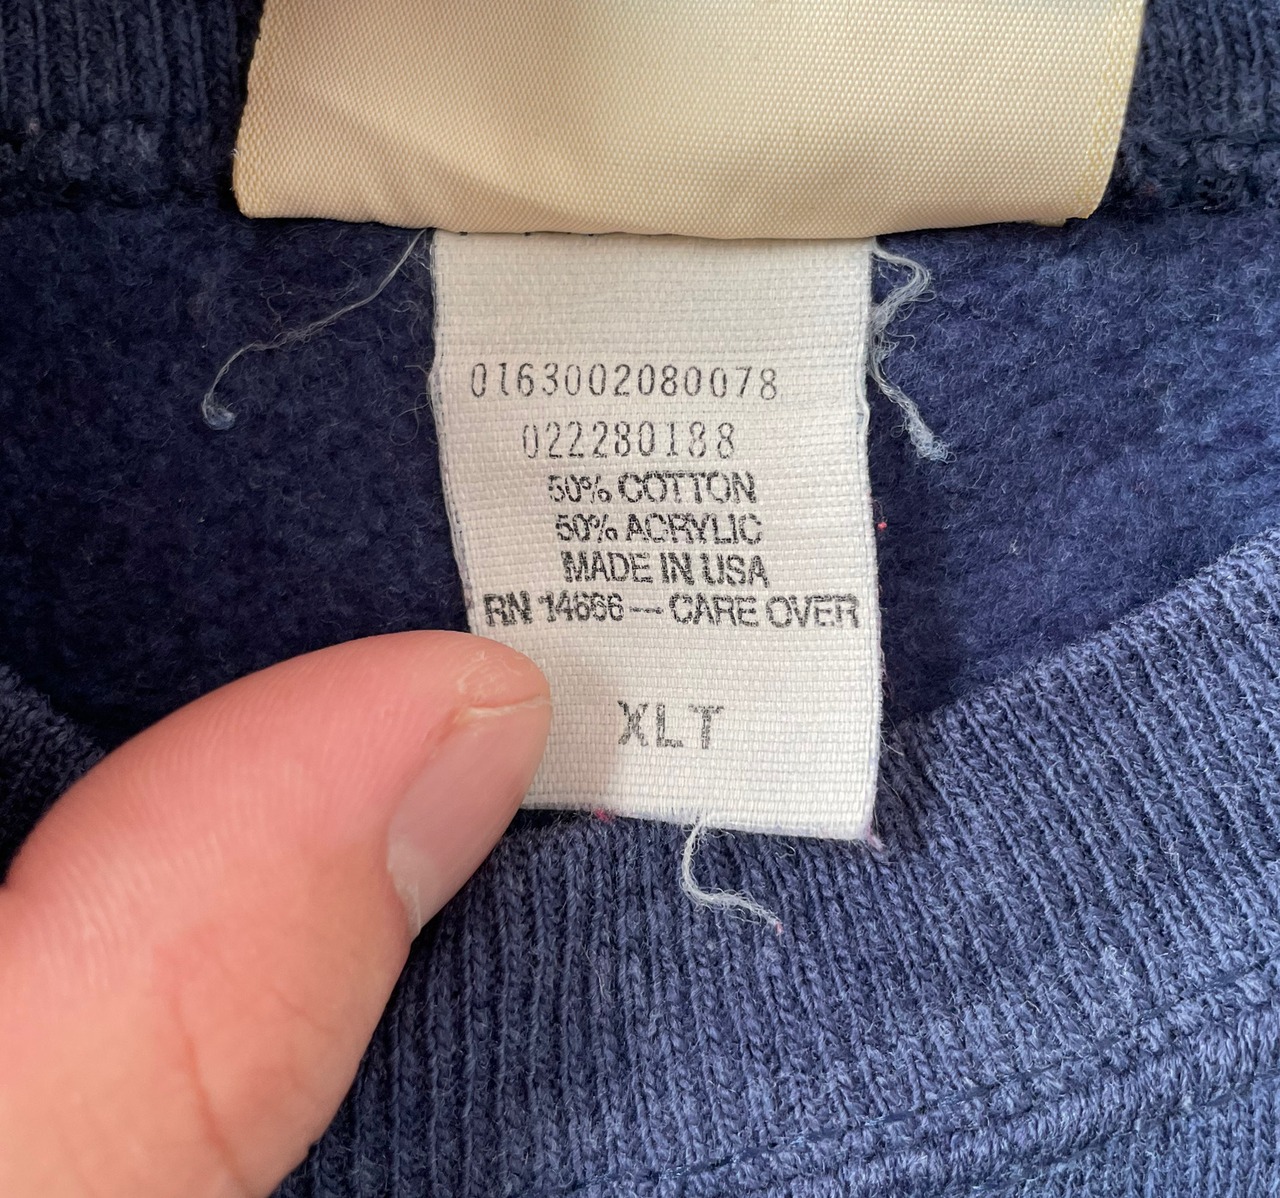 0163002080078
022280188
50% COTTON
50% ACRYLIC
MADE IN USA
RN 14666 — CARE OVER
XLT